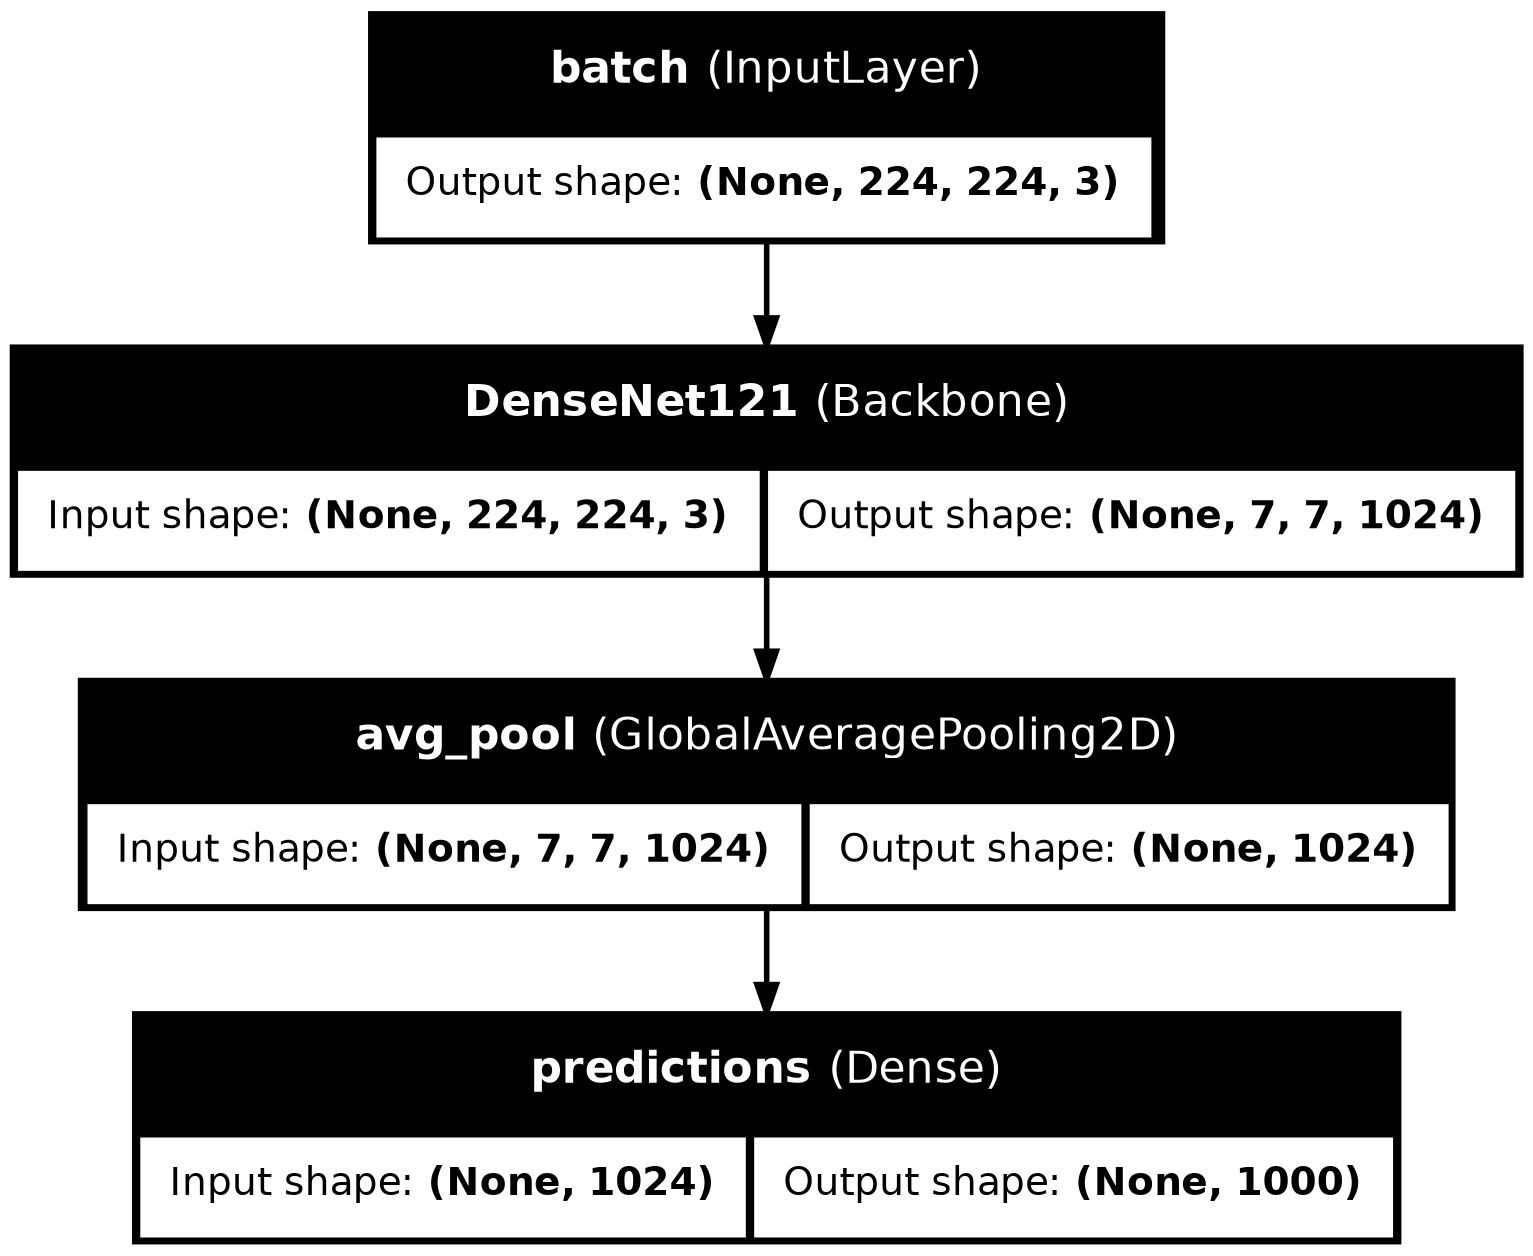 batch (InputLayer)
Output shape: (None, 224, 224, 3)
DenseNet121 (Backbone)
Input shape: (None, 224, 224, 3)
Output shape: (None, 7, 7, 1024)
avg_pool (GlobalAveragePooling2D)
Input shape: (None, 7, 7, 1024)
Output shape: (None, 1024)
predictions (Dense)
Input shape: (None, 1024)
Output shape: (None, 1000)